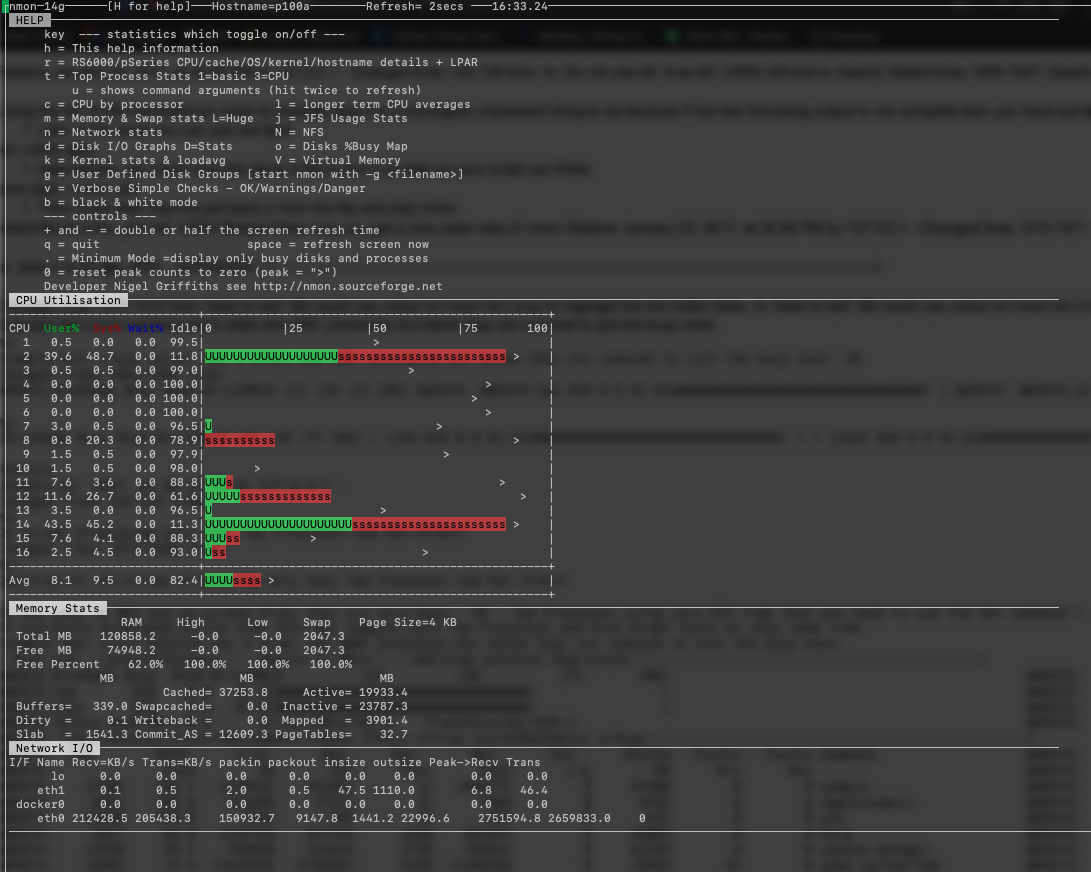 nmon─14g──────[H for help]───Hostname=p100a────────Refresh= 2secs ───16:33.24
HELP
key  ─── statistics which toggle on/off ───
h = This help information
r = RS6000/pSeries CPU/cache/OS/kernel/hostname details + LPAR
t = Top Process Stats 1=basic 3=CPU
u = shows command arguments (hit twice to refresh)
c = CPU by processor             l = longer term CPU averages
m = Memory & Swap stats L=Huge   j = JFS Usage Stats
n = Network stats                N = NFS
d = Disk I/O Graphs D=Stats      o = Disks %Busy Map
k = Kernel stats & loadavg       V = Virtual Memory
g = User Defined Disk Groups [start nmon with -g <filename>]
v = Verbose Simple Checks - OK/Warnings/Danger
b = black & white mode
--- controls ---
+ and - = double or half the screen refresh time
q = quit                     space = refresh screen now
. = Minimum Mode =display only busy disks and processes
0 = reset peak counts to zero (peak = ">")
Developer Nigel Griffiths see http://nmon.sourceforge.net
CPU Utilisation
CPU  User%  Sys% Wait% Idle|0          |25         |50          |75       100|
1   0.5   0.0   0.0  99.5|                        >                         |
2  39.6  48.7   0.0  11.8|UUUUUUUUUUUUUUUUUUUssssssssssssssssssssssss >     |
3   0.5   0.5   0.0  99.0|                             >                    |
4   0.0   0.0   0.0 100.0|                                        >         |
5   0.0   0.0   0.0 100.0|                                      >           |
6   0.0   0.0   0.0 100.0|                                        >         |
7   3.0   0.5   0.0  96.5|U                                >                |
8   0.8  20.3   0.0  78.9|ssssssssss                                  >     |
9   1.5   0.5   0.0  97.9|                                  >               |
10   1.5   0.5   0.0  98.0|       >                                          |
11   7.6   3.6   0.0  88.8|UUUs                                      >       |
12  11.6  26.7   0.0  61.6|UUUUUsssssssssssss                           >    |
13   3.5   0.0   0.0  96.5|U                        >                        |
14  43.5  45.2   0.0  11.3|UUUUUUUUUUUUUUUUUUUUUssssssssssssssssssssss >     |
15   7.6   4.1   0.0  88.3|UUUss          >                                  |
16   2.5   4.5   0.0  93.0|Uss                            >                  |
Avg   8.1   9.5   0.0  82.4|UUUUssss >                                        |
Memory Stats
RAM     High      Low     Swap    Page Size=4 KB
Total MB    120858.2     -0.0     -0.0   2047.3
Free  MB     74948.2     -0.0     -0.0   2047.3
Free Percent    62.0%   100.0%   100.0%   100.0%
MB                  MB                  MB
Cached= 37253.8     Active= 19933.4
Buffers=   339.0 Swapcached=     0.0  Inactive = 23787.3
Dirty  =     0.1 Writeback =     0.0  Mapped   =  3901.4
Slab   =  1541.3 Commit_AS = 12609.3 PageTables=    32.7
Network I/O
I/F Name Recv=KB/s Trans=KB/s packin packout insize outsize Peak->Recv Trans
lo      0.0      0.0       0.0      0.0    0.0    0.0        0.0      0.0
eth1      0.1      0.5       2.0      0.5    47.5 1110.0        6.8     46.4
docker0      0.0      0.0       0.0      0.0    0.0    0.0        0.0      0.0
eth0 212428.5 205438.3   150932.7   9147.8  1441.2 22996.6    2751594.8 2659833.0    0